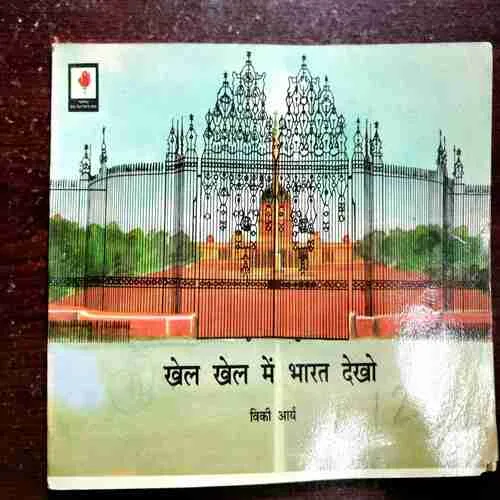 खेल खेल में भारत देखो
विकी आर्य